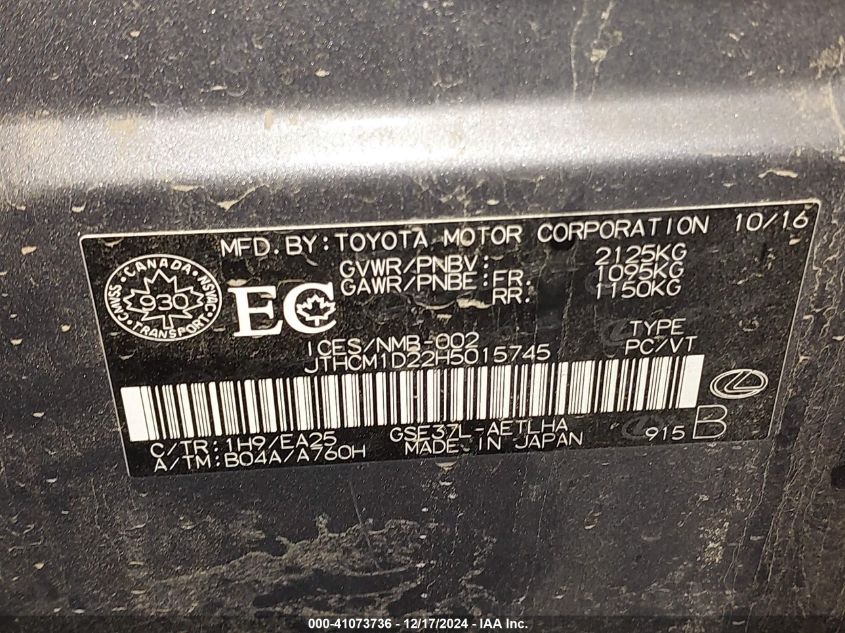 MFD.BY:TOYOTA MOTOR CORPORATION 10/16
GVWR/PNBV: 2125KG
GAWR/PNBE:FR. 1095KG
RR. 1150KG
CANADA
930
TRANSPORT
CMVSS
NSVAC
EC
ICES/NMB-002
JTHCM1D22H5015745
TYPE
PC/VT
C/TR:1H9/EA25
A/TM:B04A/A760H
GSE37L-AETLHA
MADE IN JAPAN
915 B
000-41073736 - 12/17/2024 - IAA Inc.